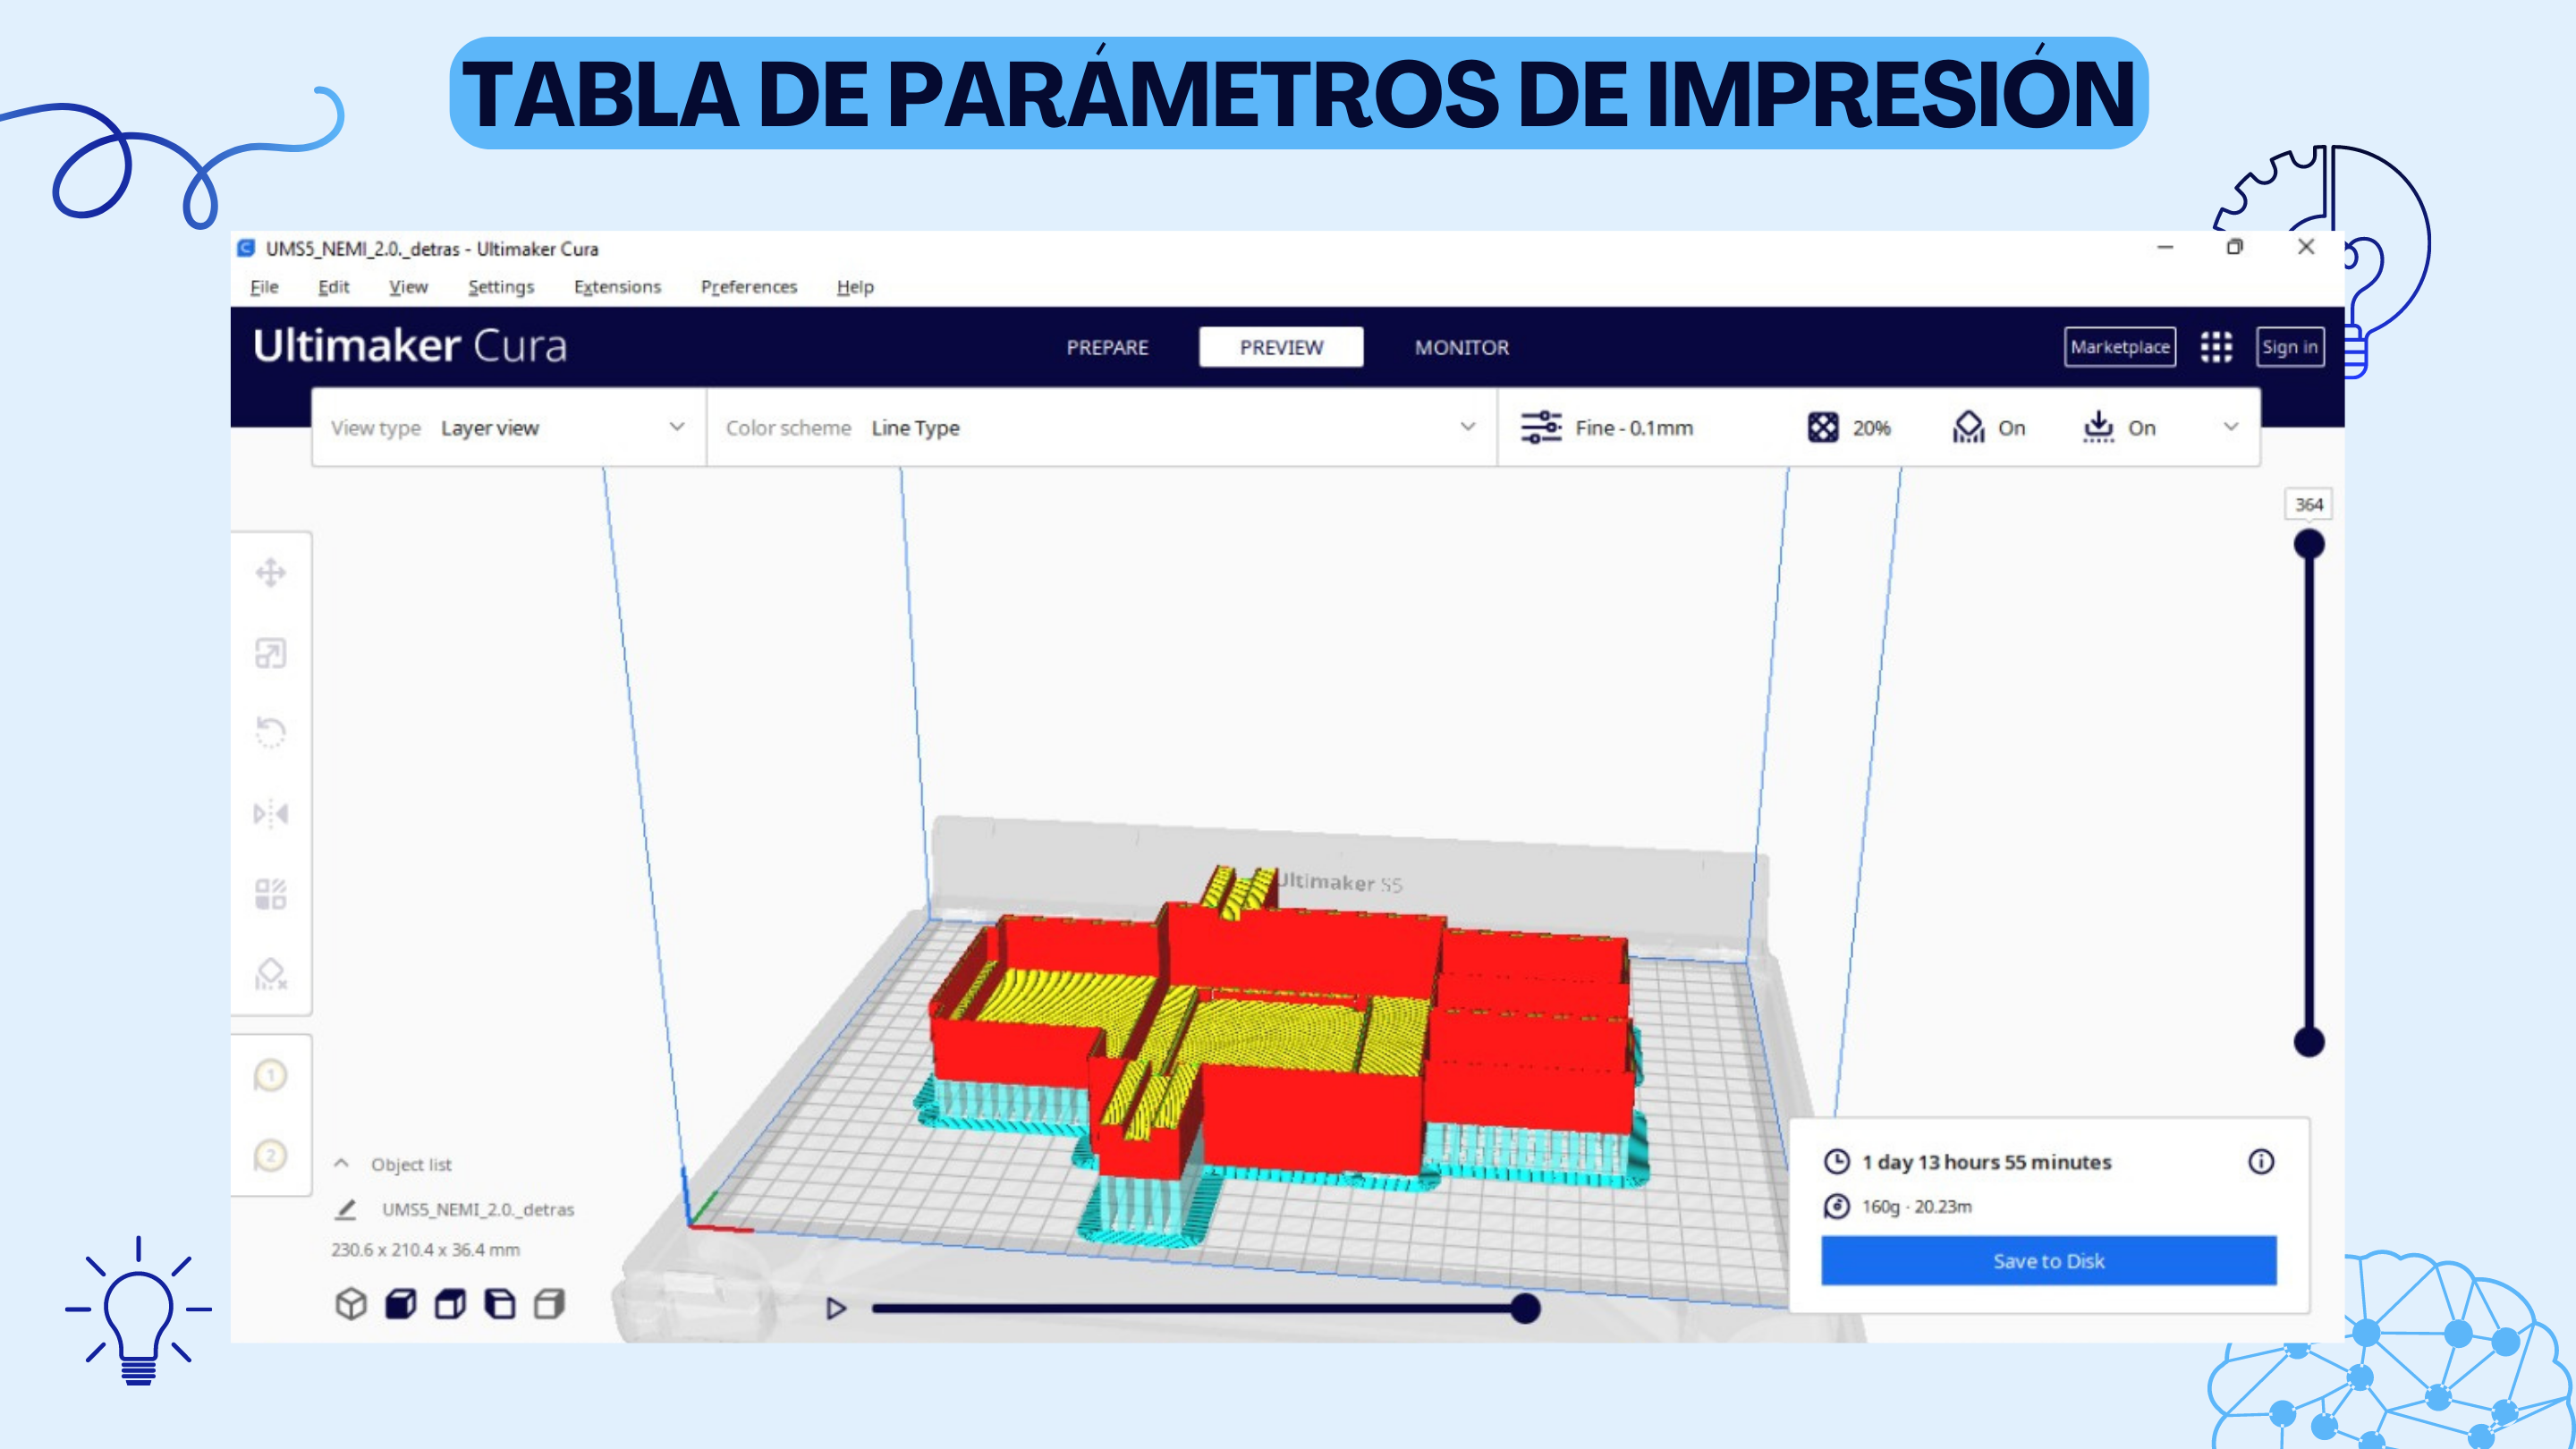 TABLA DE PARÁMETROS DE IMPRESIÓN
UMS5_NEMI_2.0._detras - Ultimaker Cura
File Edit View Settings Extensions Preferences Help
Ultimaker Cura
PREPARE PREVIEW MONITOR
Marketplace Sign in
View type Layer view Color scheme Line Type Fine - 0.1mm 20% On On
364
Ultimaker S5
1
2
Object list
UMS5_NEMI_2.0._detras
230.6 x 210.4 x 36.4 mm
1 day 13 hours 55 minutes
160g · 20.23m
Save to Disk